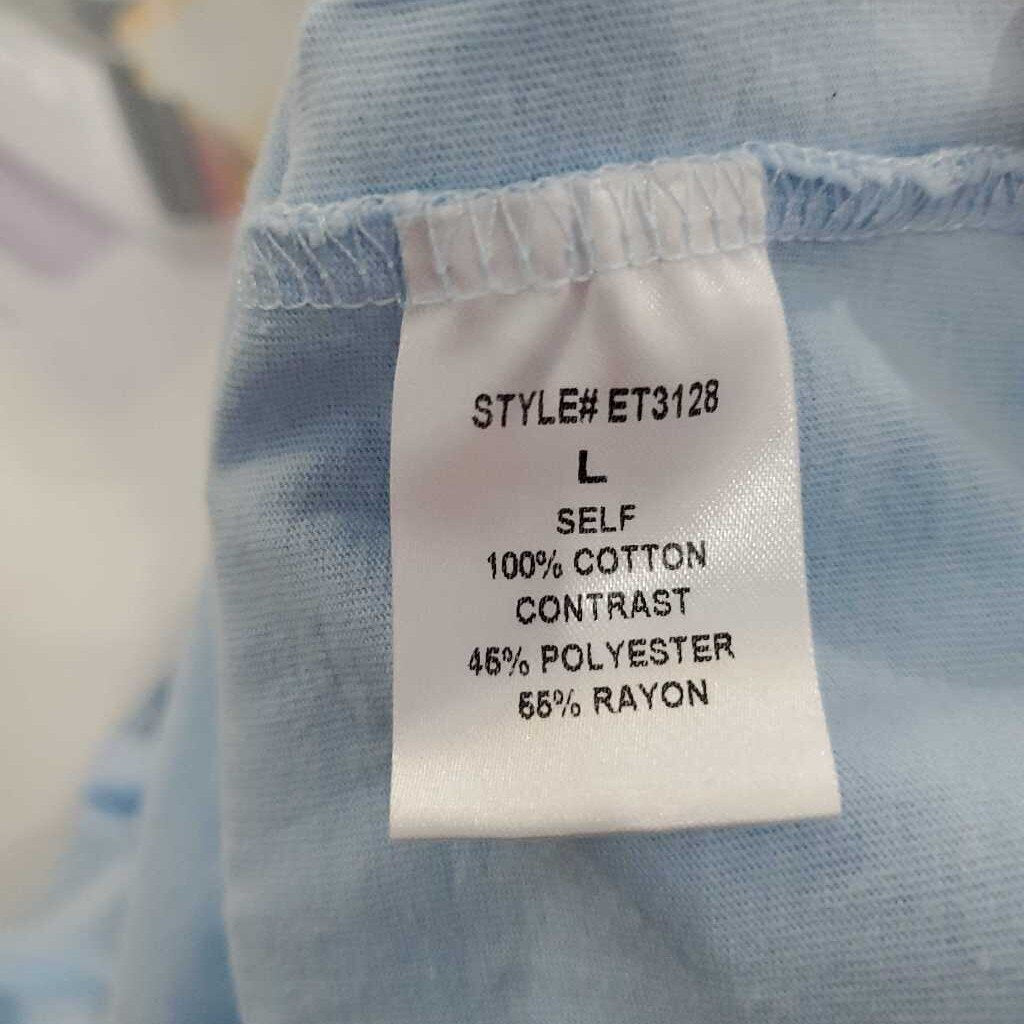 STYLE# ET3128
L
SELF
100% COTTON
CONTRAST
45% POLYESTER
55% RAYON